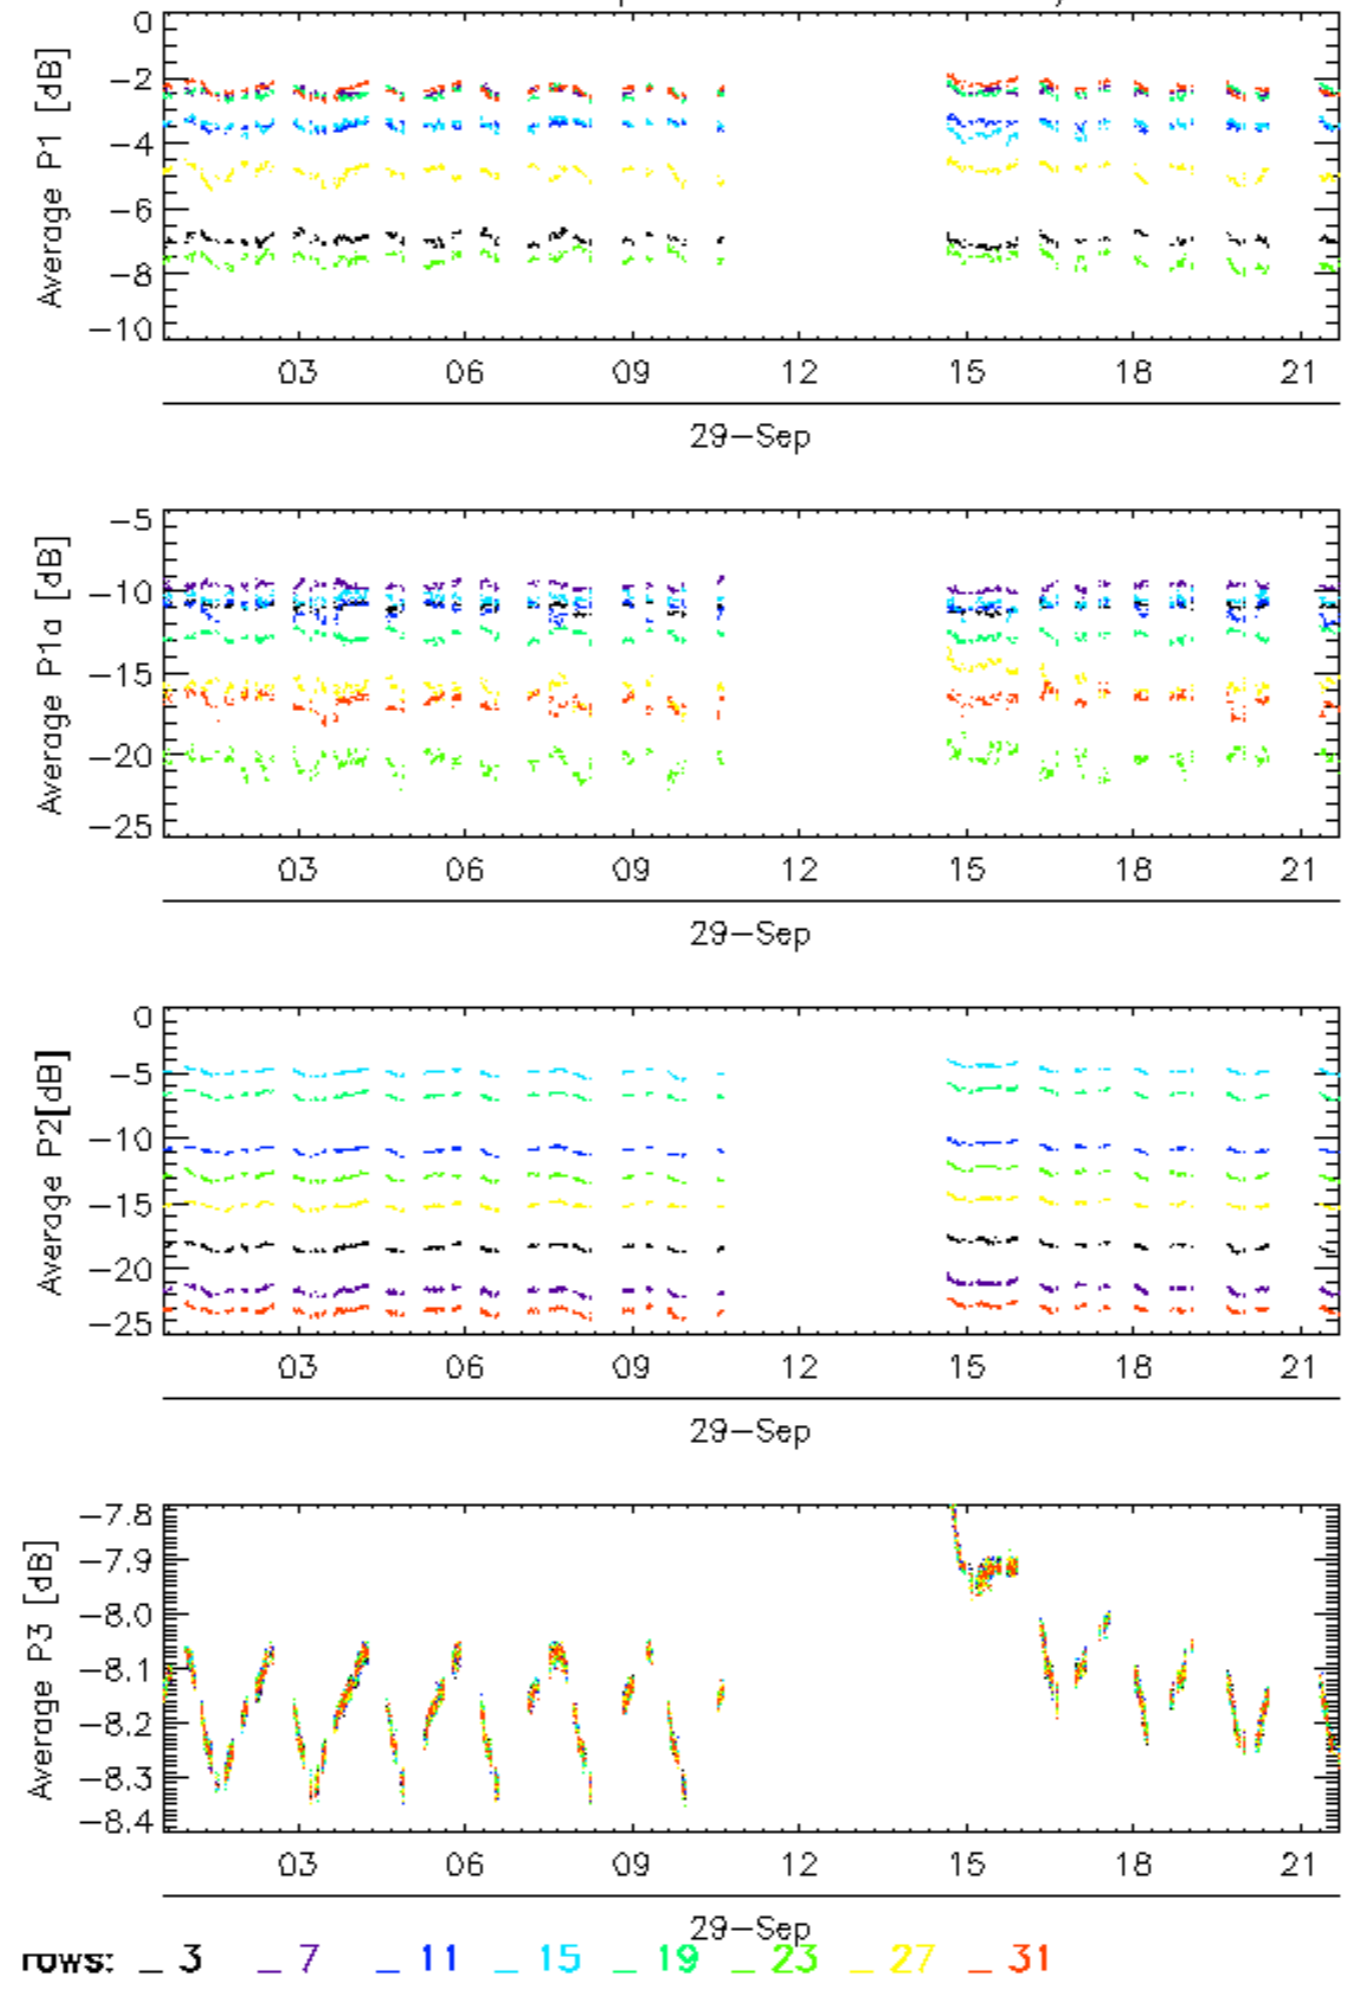 0
−2
−4
−6
−8
−10
Average P1 [dB]
03 06 09 12 15 18 21
29−Sep
−5
−10
−15
−20
−25
Average P1a [dB]
03 06 09 12 15 18 21
29−Sep
0
−5
−10
−15
−20
−25
Average P2[dB]
03 06 09 12 15 18 21
29−Sep
−7.8
−7.9
−8.0
−8.1
−8.2
−8.3
−8.4
Average P3 [dB]
03 06 09 12 15 18 21
29−Sep
rows: _ 3 _ 7 _ 11 _ 15 _ 19 _ 23 _ 27 _ 31